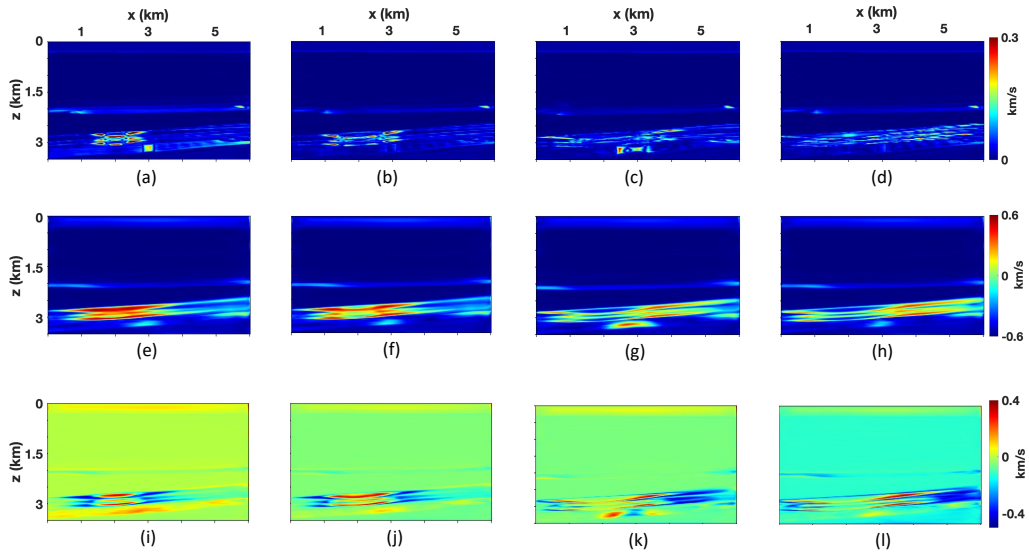 x (km) x (km) x (km) x (km)
1 3 5 1 3 5 1 3 5 1 3 5
0 0.3
z (km) 1.5 km/s
3 0
(a) (b) (c) (d)
0 0.6
z (km) 1.5 0 km/s
3 -0.6
(e) (f) (g) (h)
0 0.4
z (km) 1.5 0 km/s
3 -0.4
(i) (j) (k) (l)